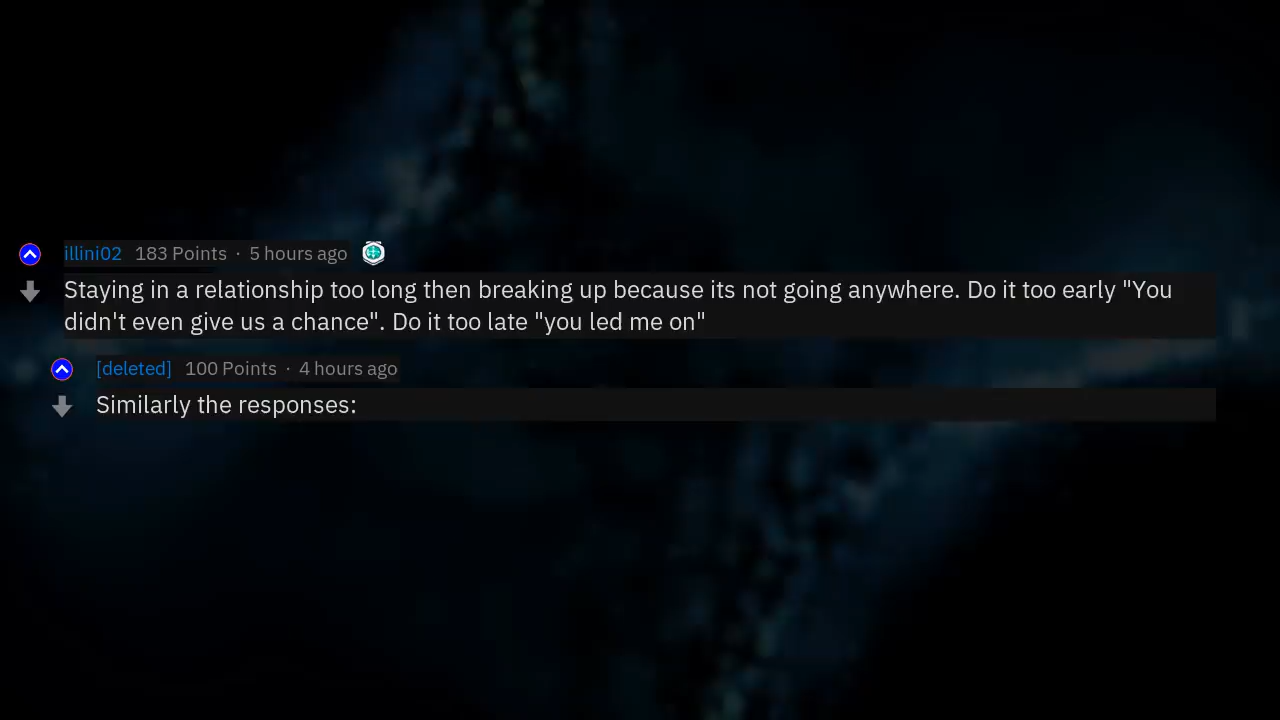 illini02 183 Points · 5 hours ago
Staying in a relationship too long then breaking up because its not going anywhere. Do it too early "You
didn't even give us a chance". Do it too late "you led me on"
[deleted] 100 Points · 4 hours ago
Similarly the responses: